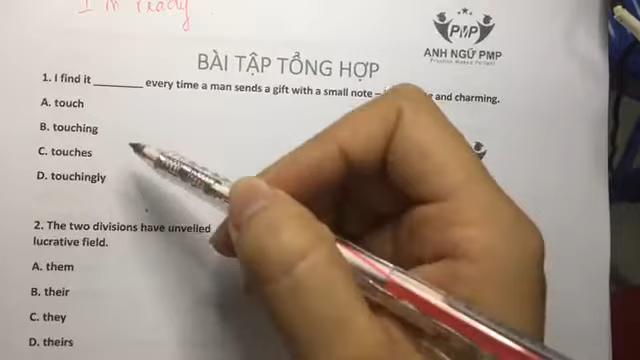 I'm ready
PMP
ANH NGỮ PMP
Practice Makes Perfect
BÀI TẬP TỔNG HỢP
1. I find it ________ every time a man sends a gift with a small note – and charming.
A. touch
B. touching
C. touches
D. touchingly
2. The two divisions have unveiled
lucrative field.
A. them
B. their
C. they
D. theirs